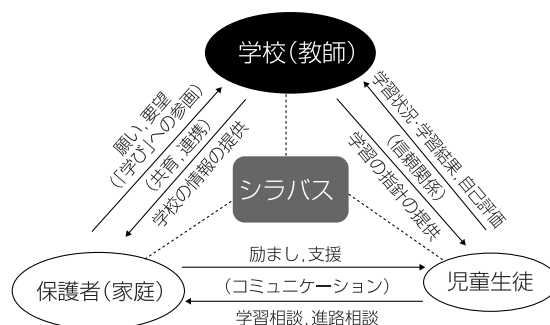 学校(教師)
願い,要望
(「学び」への参画)
(共育,連携)
学校の情報の提供
学習状況,学習結果,自己評価
(信頼関係)
学習の指針の提供
シラバス
保護者(家庭)
励まし,支援
(コミュニケーション)
学習相談,進路相談
児童生徒